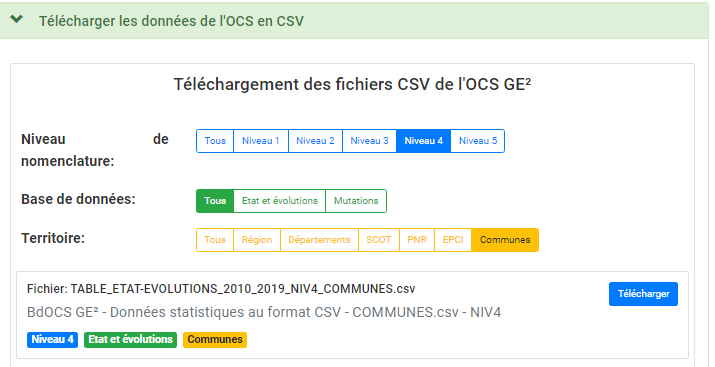 Télécharger les données de l'OCS en CSV
Téléchargement des fichiers CSV de l'OCS GE²
Niveau de nomenclature:
Tous Niveau 1 Niveau 2 Niveau 3 Niveau 4 Niveau 5
Base de données:
Tous Etat et évolutions Mutations
Territoire:
Tous Région Départements SCOT PNR EPCI Communes
Fichier: TABLE_ETAT-EVOLUTIONS_2010_2019_NIV4_COMMUNES.csv
Télécharger
BdOCS GE² - Données statistiques au format CSV - COMMUNES.csv - NIV4
Niveau 4 Etat et évolutions Communes